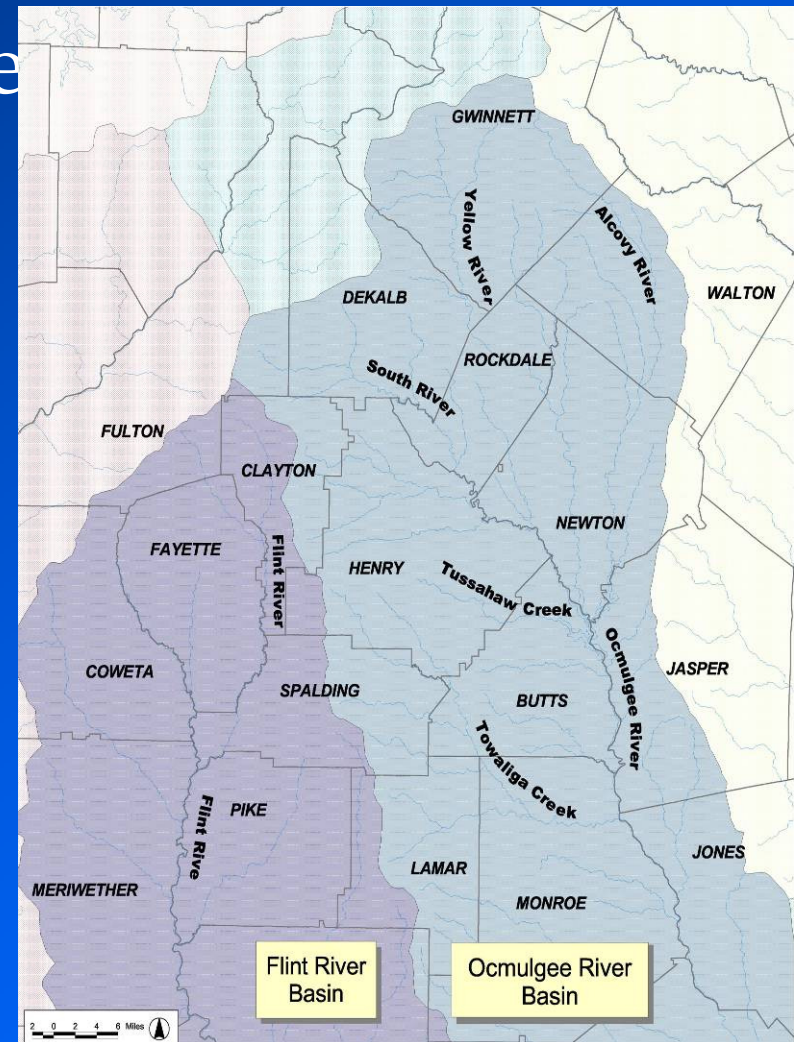 e
GWINNETT
Yellow River
Alcovy River
WALTON
DEKALB
ROCKDALE
South River
FULTON
CLAYTON
NEWTON
FAYETTE
Flint River
HENRY
Tussahaw Creek
Ocmulgee River
COWETA
JASPER
SPALDING
BUTTS
Towaliga Creek
PIKE
Flint Rive
JONES
LAMAR
MERIWETHER
MONROE
Flint River
Basin
Ocmulgee River
Basin
2 0 2 4 6 Miles